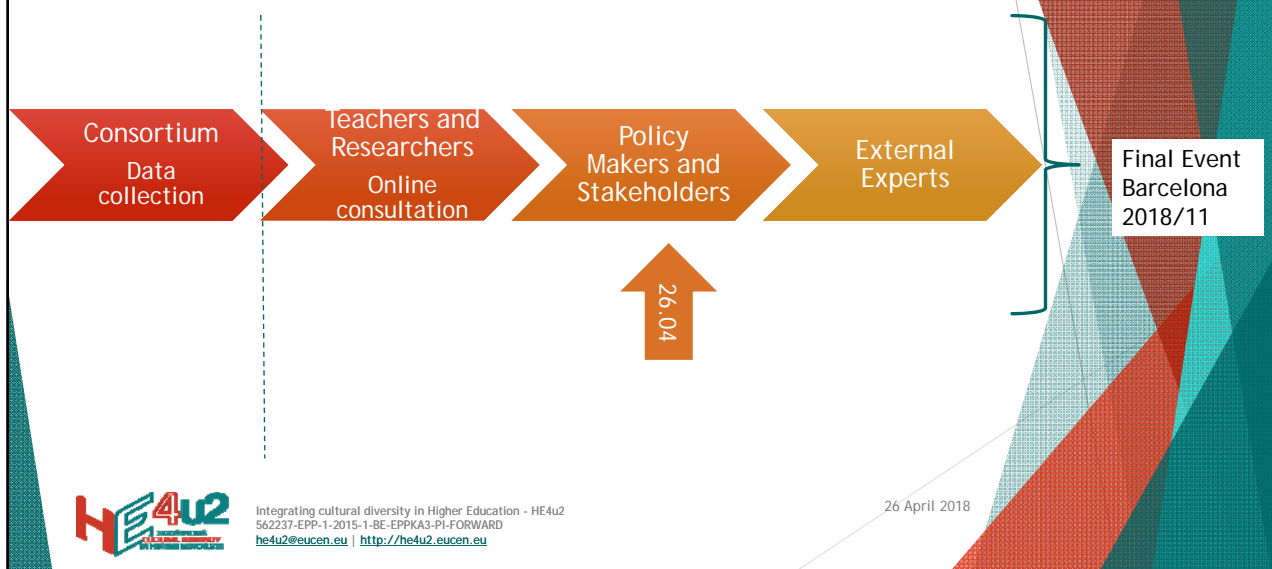 Consortium
Data
collection
Teachers and
Researchers
Online
consultation
Policy
Makers and
Stakeholders
External
Experts
Final Event
Barcelona
2018/11
26.04
HE4u2
Integrating cultural diversity in Higher Education - HE4u2
562237-EPP-1-2015-1-BE-EPPKA3-PI-FORWARD
he4u2@eucen.eu | http://he4u2.eucen.eu
26 April 2018